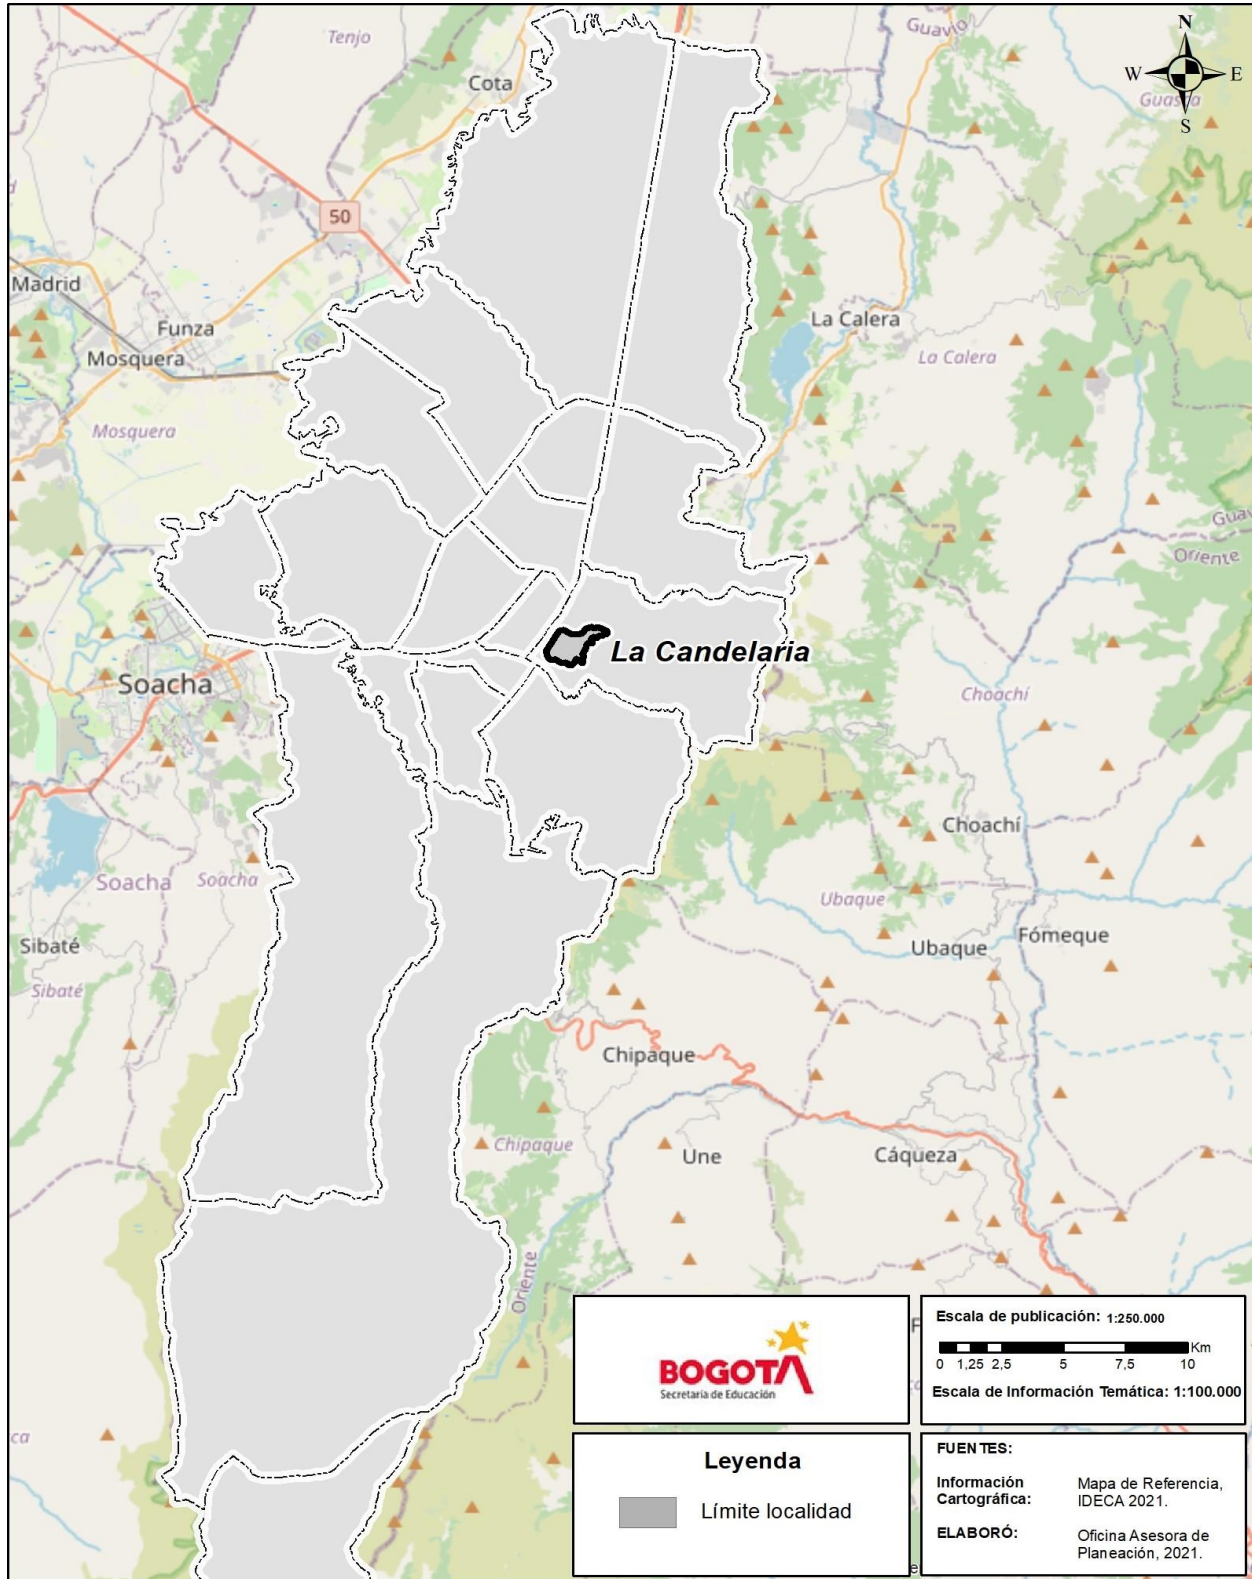 Tenjo
Guavio
N
W
E
S
Cota
Guasca
50
Madrid
Funza
Mosquera
La Calera
La Calera
Mosquera
Oriente
La Candelaria
Soacha
Choachí
Choachí
Soacha
Soacha
Ubaque
Sibaté
Ubaque
Fómeque
Sibaté
Chipaque
Chipaque
Une
Cáqueza
Oriente
BOGOTÁ
Secretaría de Educación
Escala de publicación: 1:250.000
0 1,25 2,5 5 7,5 10 Km
Escala de Información Temática: 1:100.000
Leyenda
Límite localidad
FUENTES:
Información Cartográfica:
Mapa de Referencia,
IDECA 2021.
ELABORÓ:
Oficina Asesora de
Planeación, 2021.